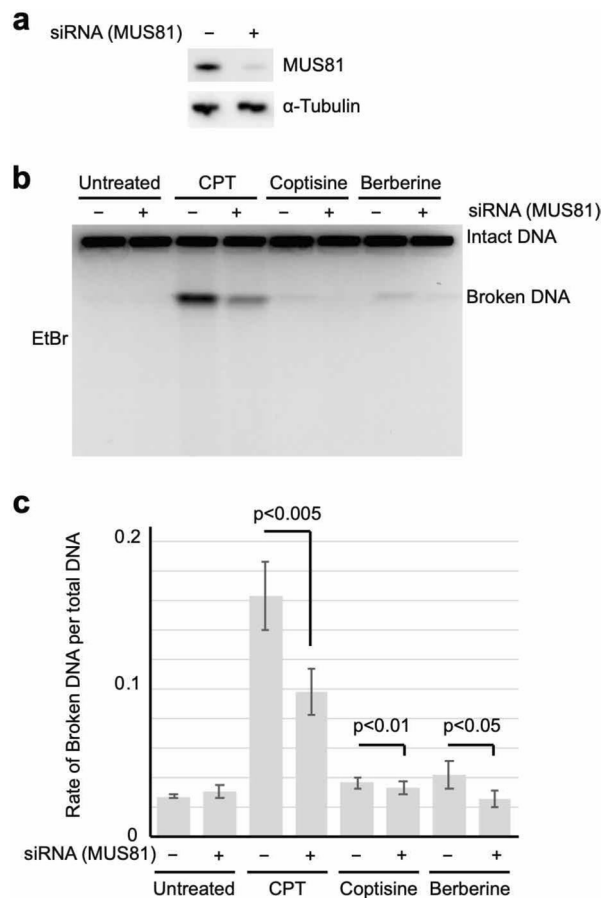 a
siRNA (MUS81) – +
MUS81
α-Tubulin
b
Untreated CPT Coptisine Berberine
– + – + – + – + siRNA (MUS81)
Intact DNA
Broken DNA
EtBr
c
Rate of Broken DNA per total DNA
0.2
p<0.005
0.1
p<0.01 p<0.05
0
siRNA (MUS81) – + – + – + – +
Untreated CPT Coptisine Berberine